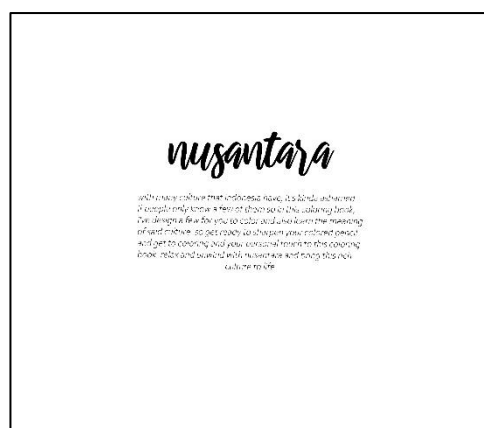 nusantara
with many culture that indonesia have, it's kinda ashamed
if people only know a few of them so in this coloring book,
i've design a few for you to color and also learn the meaning
of said culture. so get ready to sharpen your colored pencil
and get to coloring and your personal touch to this coloring
book. relax and unwind with nusantara and bring this rich
culture to life